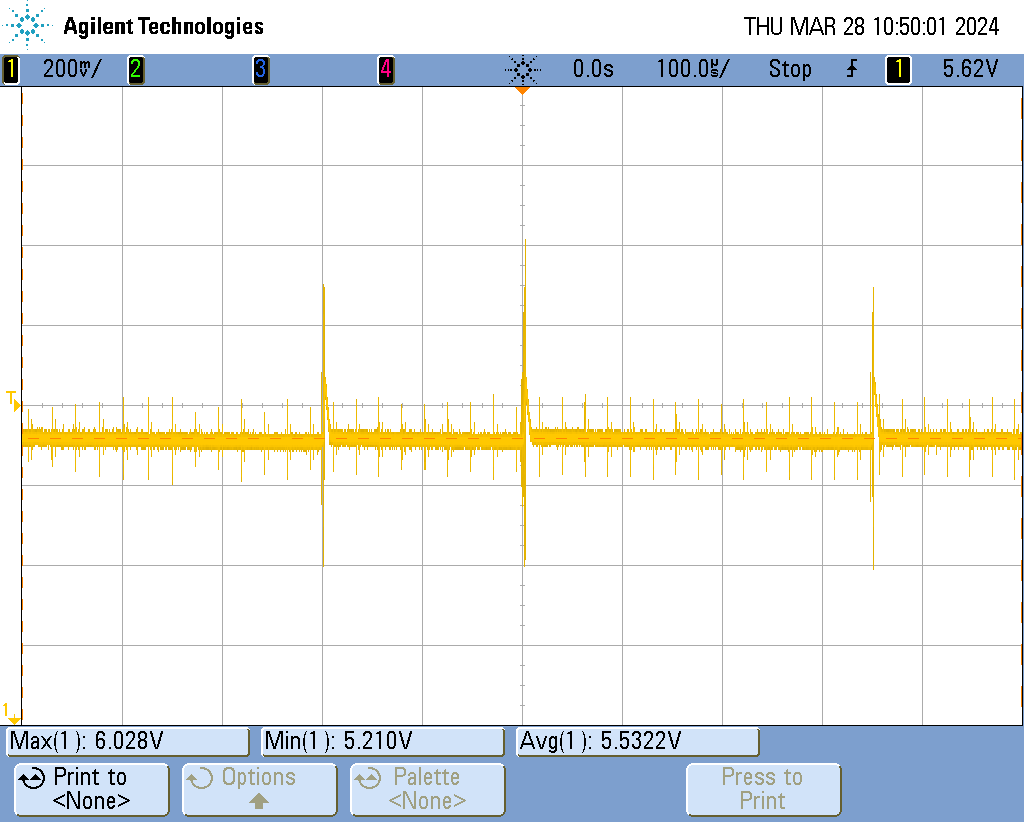 Agilent Technologies THU MAR 28 10:50:01 2024
1 200mV/ 2 3 4 0.0s 100.0µs/ Stop 1 5.62V
T
1
Max(1): 6.028V Min(1): 5.210V Avg(1): 5.5322V
Print to Options Palette Press to
<None> <None> Print